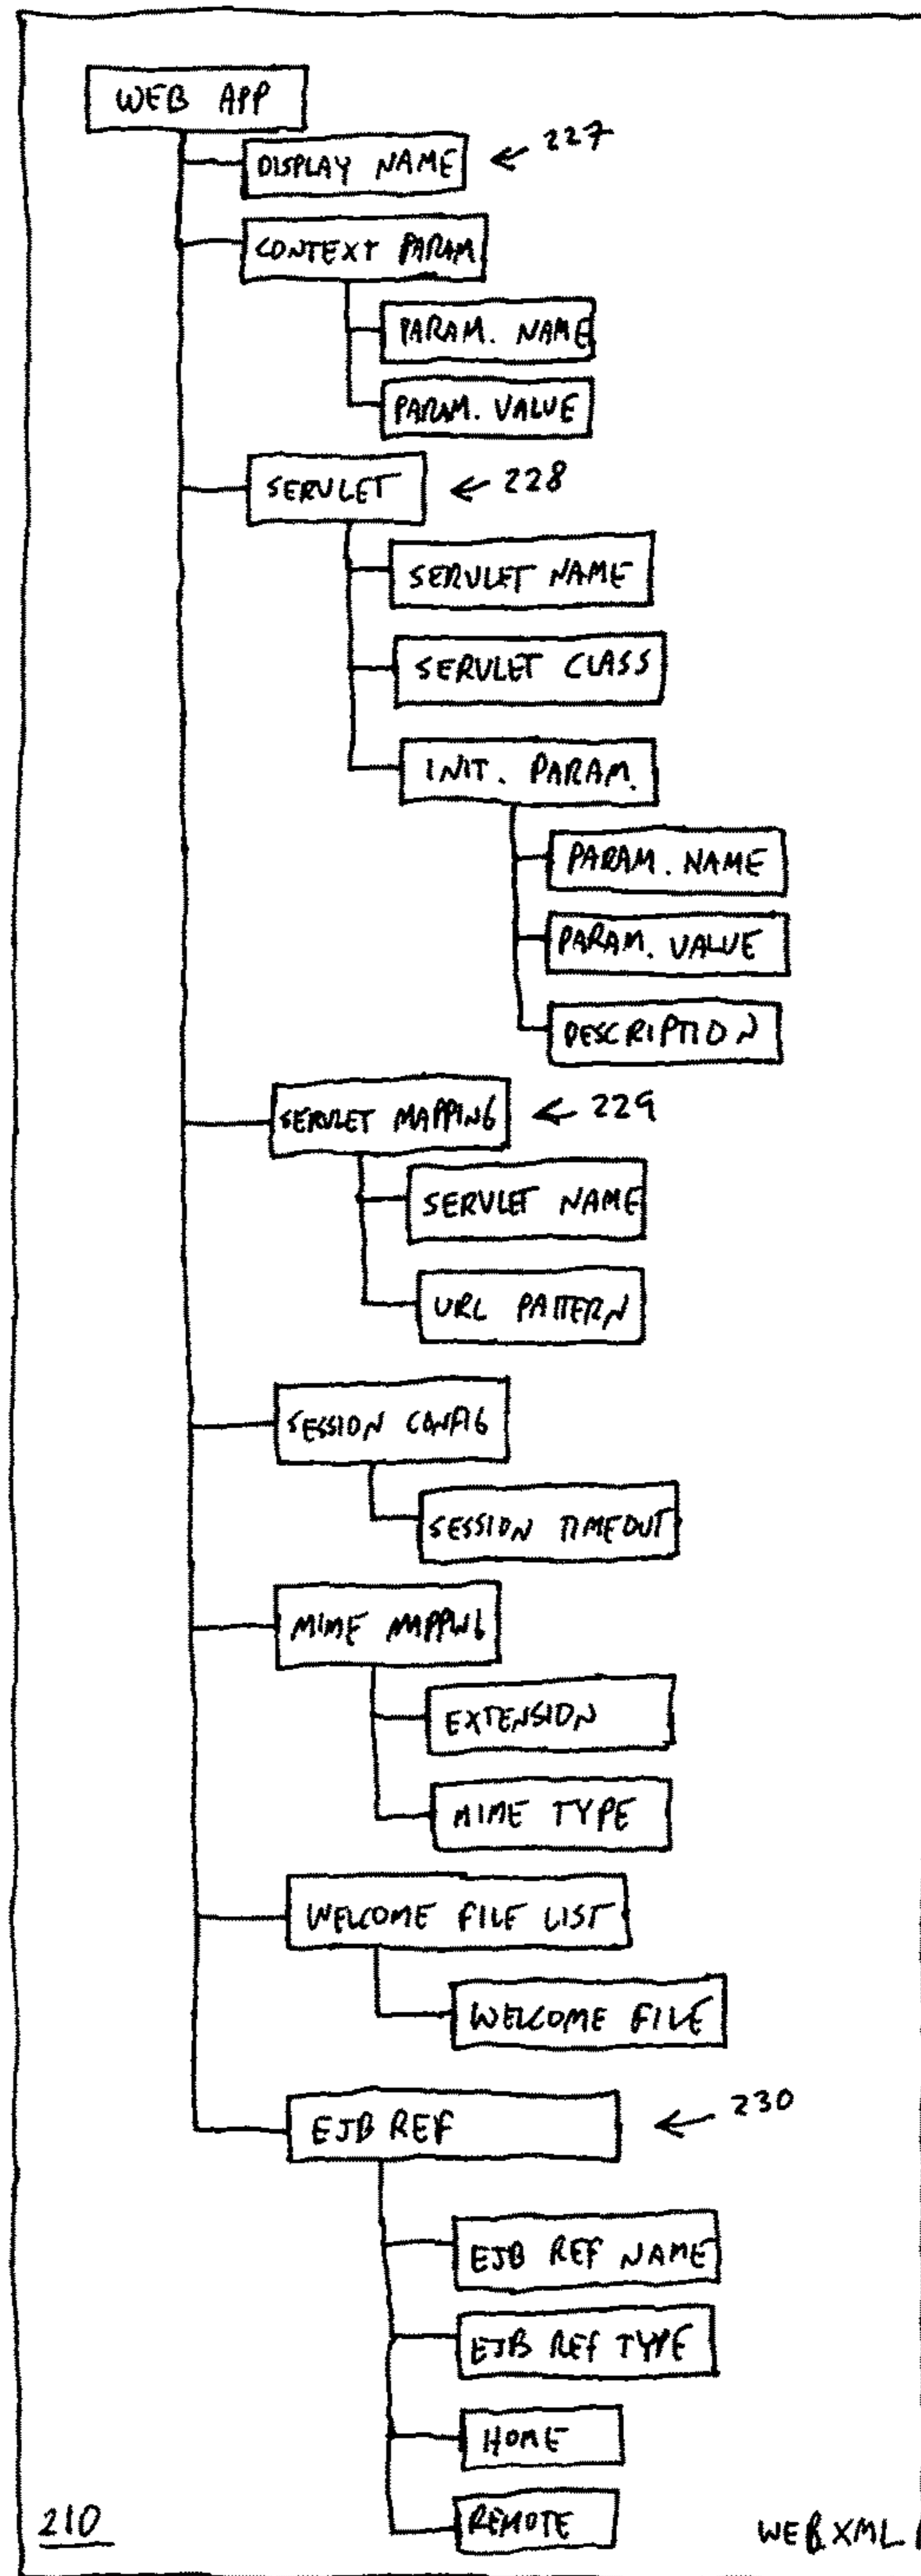 WEB APP
DISPLAY NAME ← 227
CONTEXT PARAM
PARAM. NAME
PARAM. VALUE
SERVLET ← 228
SERVLET NAME
SERVLET CLASS
INIT. PARAM.
PARAM. NAME
PARAM. VALUE
DESCRIPTION
SERVLET MAPPING ← 229
SERVLET NAME
URL PATTERN
SESSION CONFIG
SESSION TIMEOUT
MIME MAPPING
EXTENSION
MIME TYPE
WELCOME FILE LIST
WELCOME FILE
EJB REF ← 230
EJB REF NAME
EJB REF TYPE
HOME
REMOTE
210
WEB XML